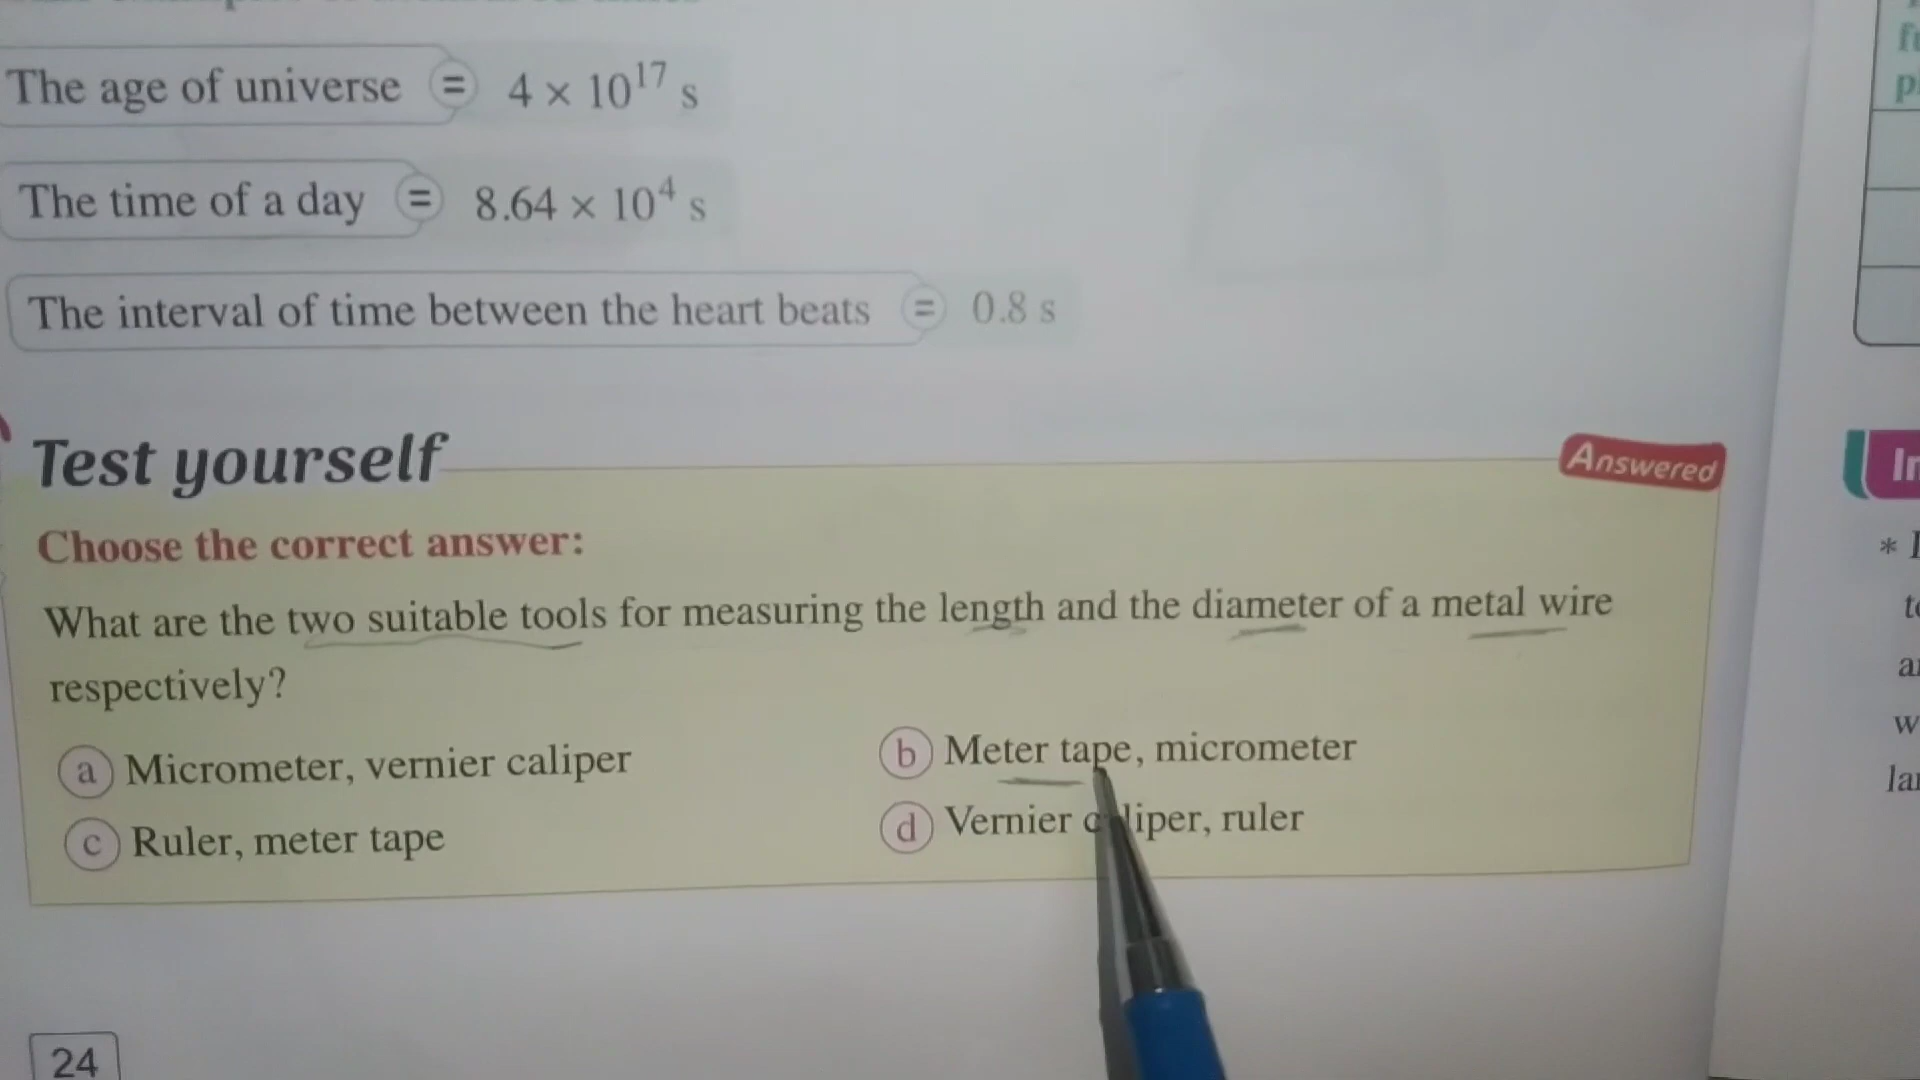 The age of universe = 4 × 10¹⁷ s
The time of a day = 8.64 × 10⁴ s
The interval of time between the heart beats = 0.8 s
Test yourself
Answered
Choose the correct answer:
What are the two suitable tools for measuring the length and the diameter of a metal wire
respectively?
a Micrometer, vernier caliper
b Meter tape, micrometer
c Ruler, meter tape
d Vernier caliper, ruler
24